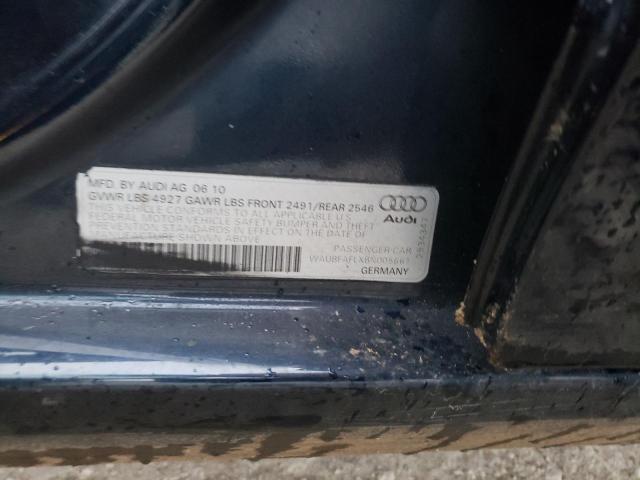 MFD. BY AUDI AG 06 10
GVWR LBS 4927 GAWR LBS FRONT 2491/REAR 2546
VEHICLE CONFORMS TO ALL APPLICABLE U.S.
FEDERAL MOTOR VEHICLE SAFETY, BUMPER AND THEFT
PREVENTION STANDARDS IN EFFECT ON THE DATE OF
SHOWN ABOVE
Audi
PASSENGER CAR
GERMANY